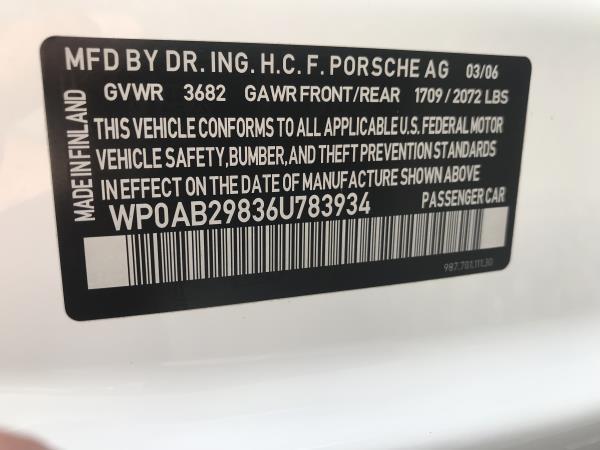 MFD BY DR. ING. H.C. F. PORSCHE AG 03/06
GVWR 3682 GAWR FRONT/REAR 1709 / 2072 LBS
THIS VEHICLE CONFORMS TO ALL APPLICABLE U.S. FEDERAL MOTOR
VEHICLE SAFETY, BUMPER, AND THEFT PREVENTION STANDARDS
IN EFFECT ON THE DATE OF MANUFACTURE SHOWN ABOVE
WP0AB29836U783934 PASSENGER CAR
987.701.111.30
MADE IN FINLAND